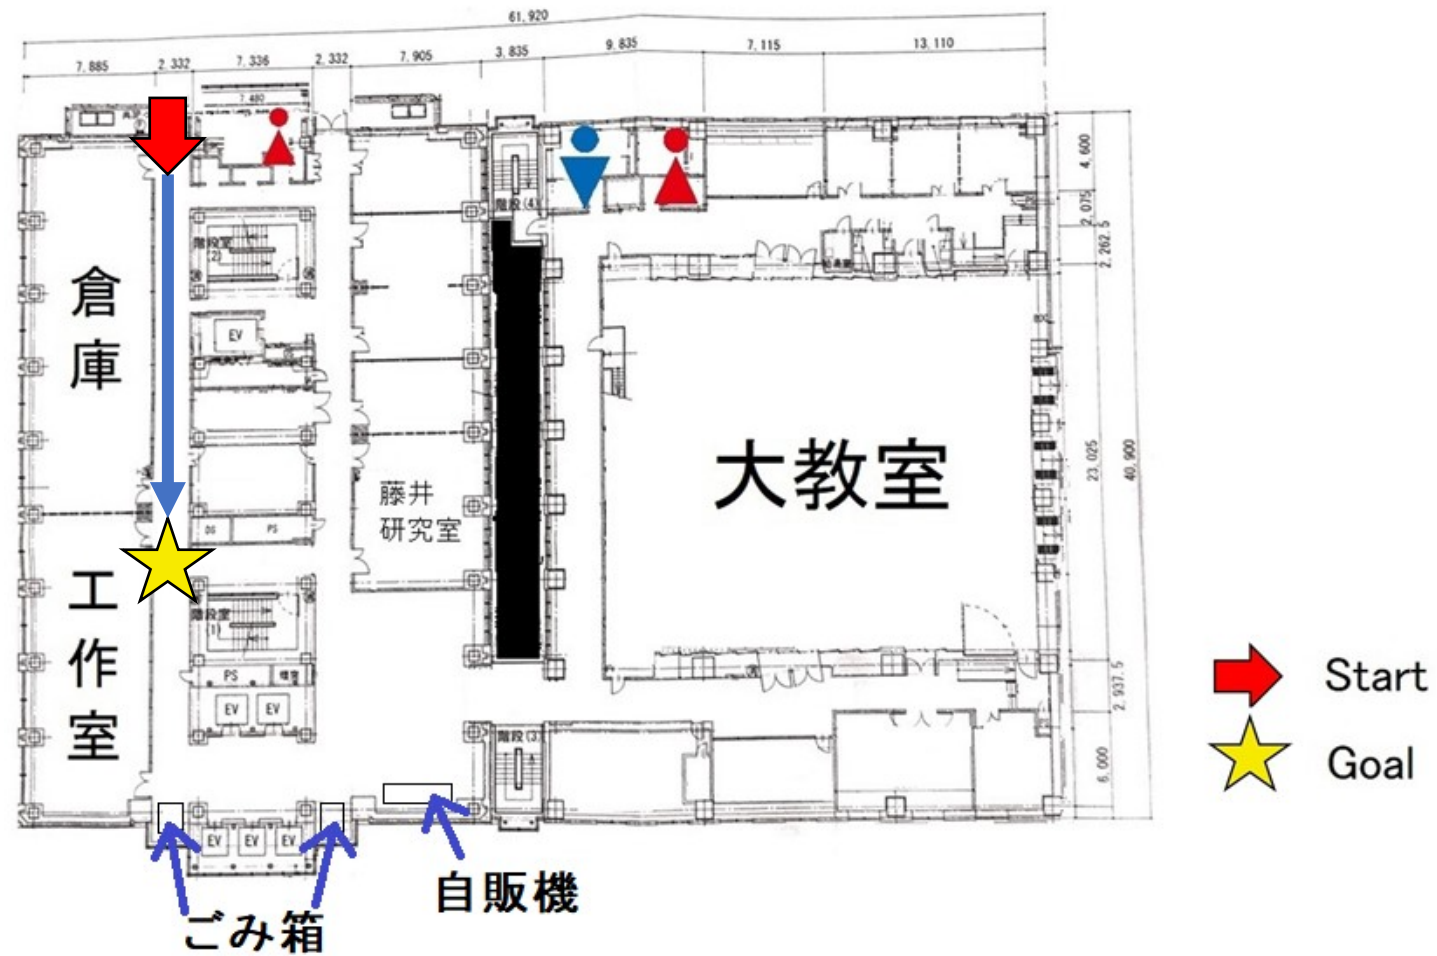 61,920
7,885
2,332
7,336
2,332
7,905
3,835
9,835
7,115
13,110
7,480
4,600
2,075
2,262.5
階段(4)
階段室
(2)
倉庫
EV
大教室
23,025
40,900
藤井
研究室
DS
PS
工作室
階段室
(1)
PS
EV
EV
2,937.5
階段(3)
6,000
EV
EV
EV
自販機
ごみ箱
Start
Goal